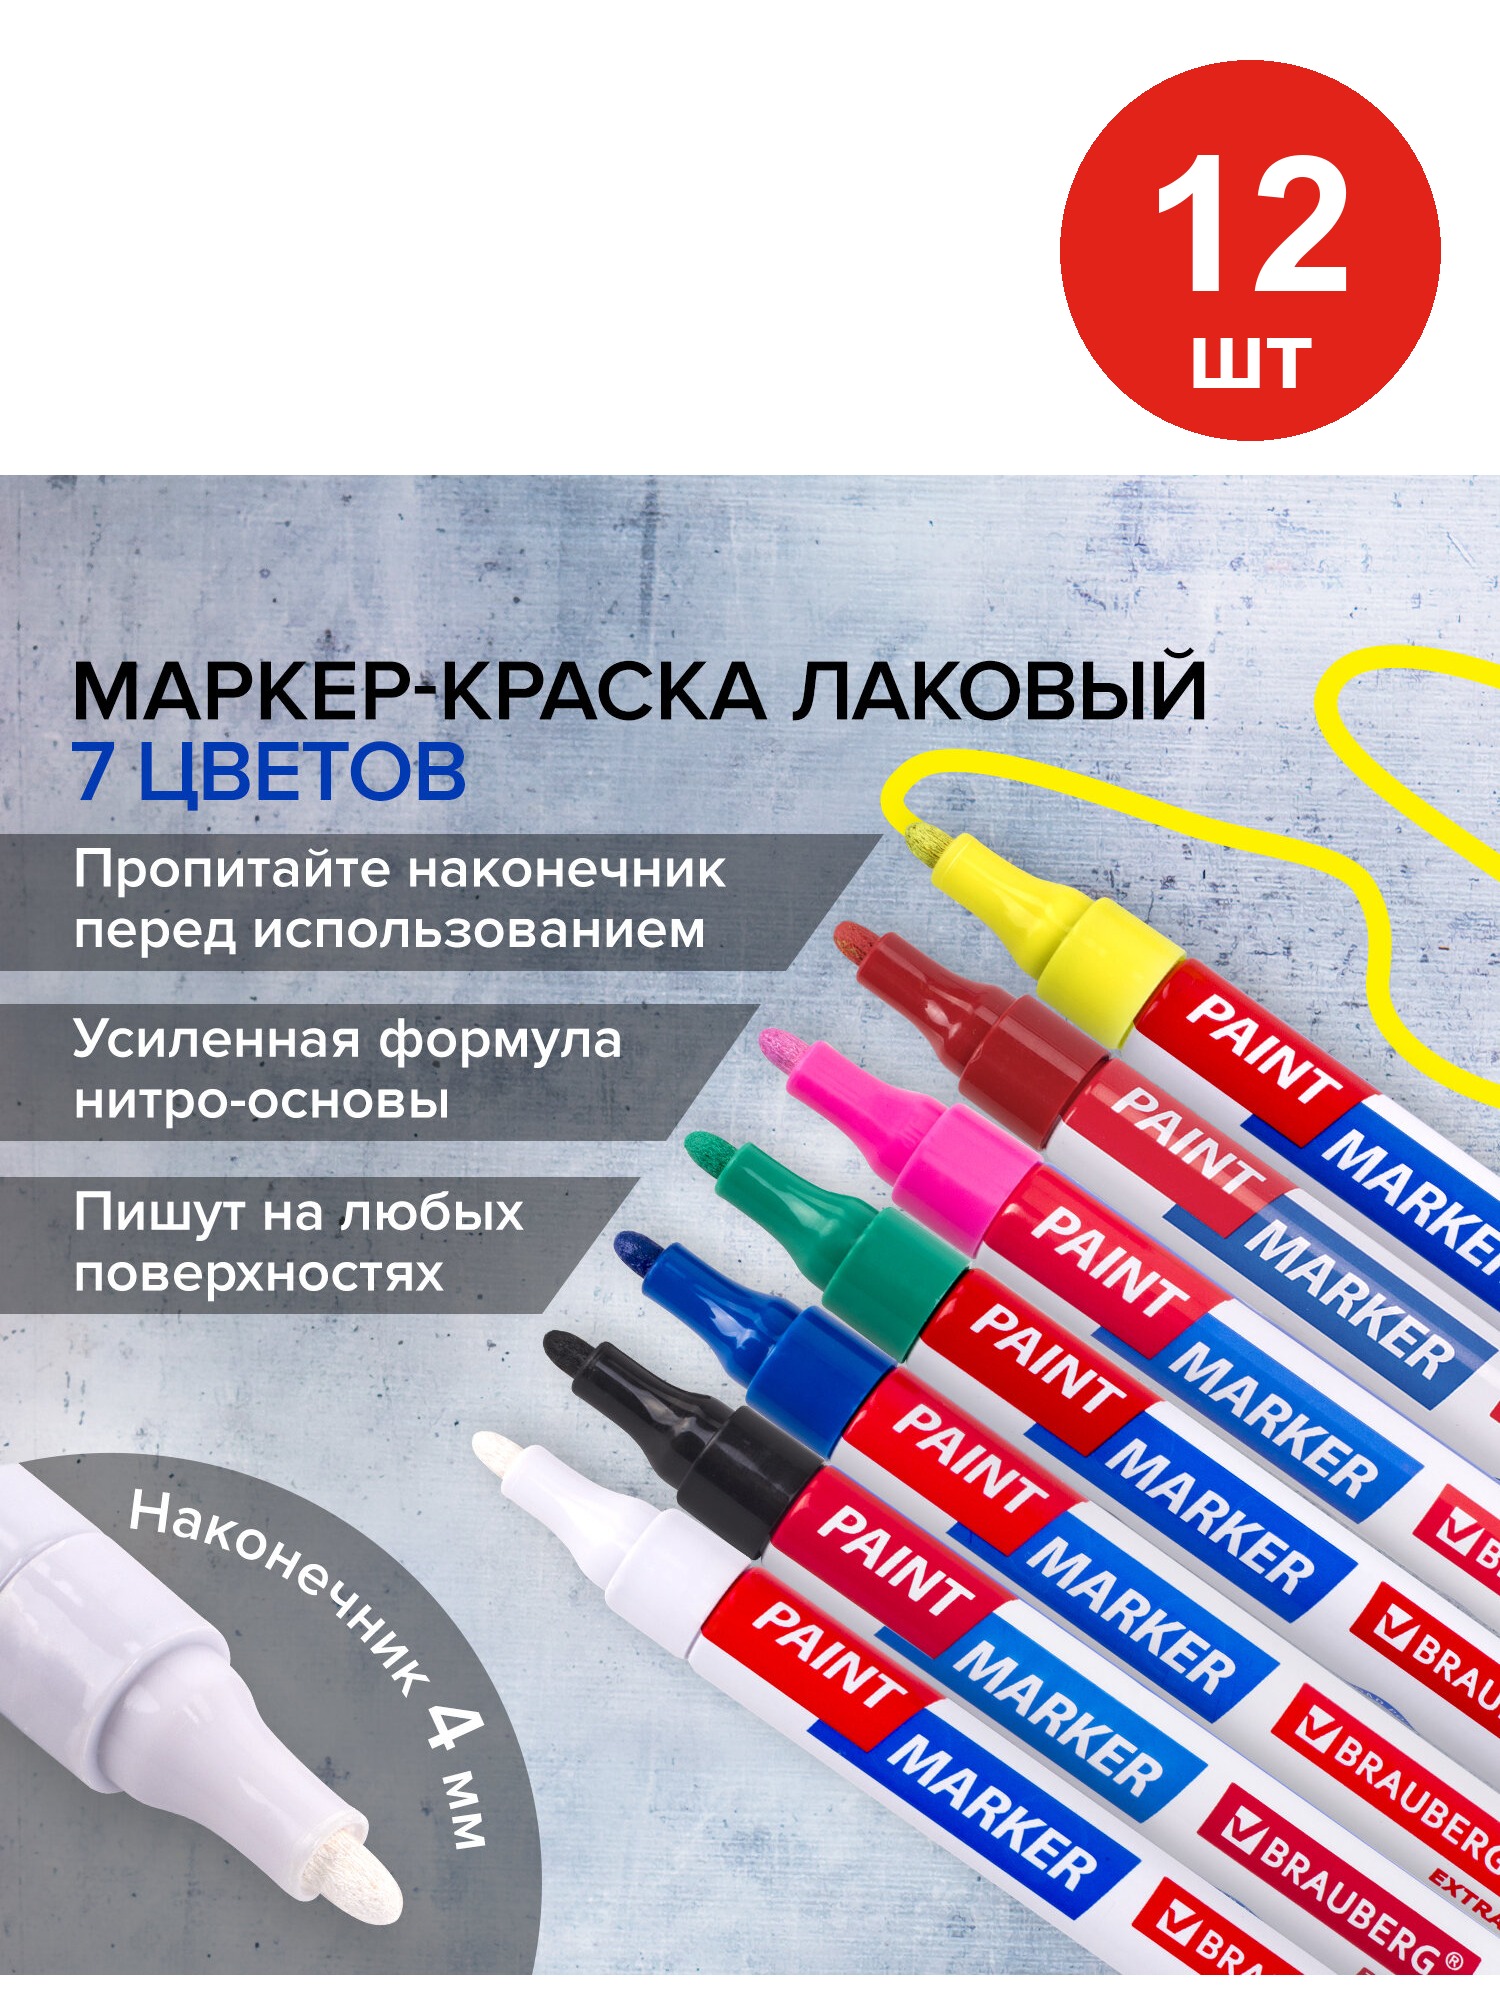 12
шт
МАРКЕР-КРАСКА ЛАКОВЫЙ
7 ЦВЕТОВ
Пропитайте наконечник
перед использованием
Усиленная формула
нитро-основы
Пишут на любых
поверхностях
Наконечник 4 мм
PAINT MARKER
PAINT MARKER
PAINT MARKER
PAINT MARKER
PAINT MARKER
PAINT MARKER
PAINT MARKER
BRAUBERG
EXTRA
BRAUBERG®